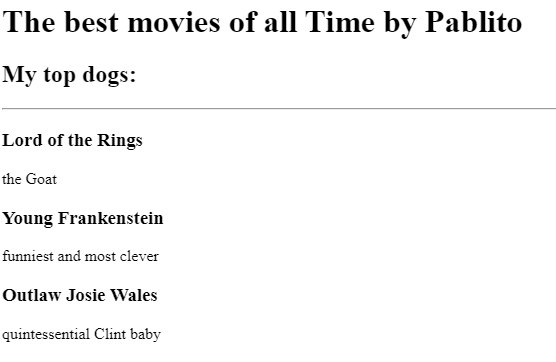 The best movies of all Time by Pablito
My top dogs:
Lord of the Rings
the Goat
Young Frankenstein
funniest and most clever
Outlaw Josie Wales
quintessential Clint baby